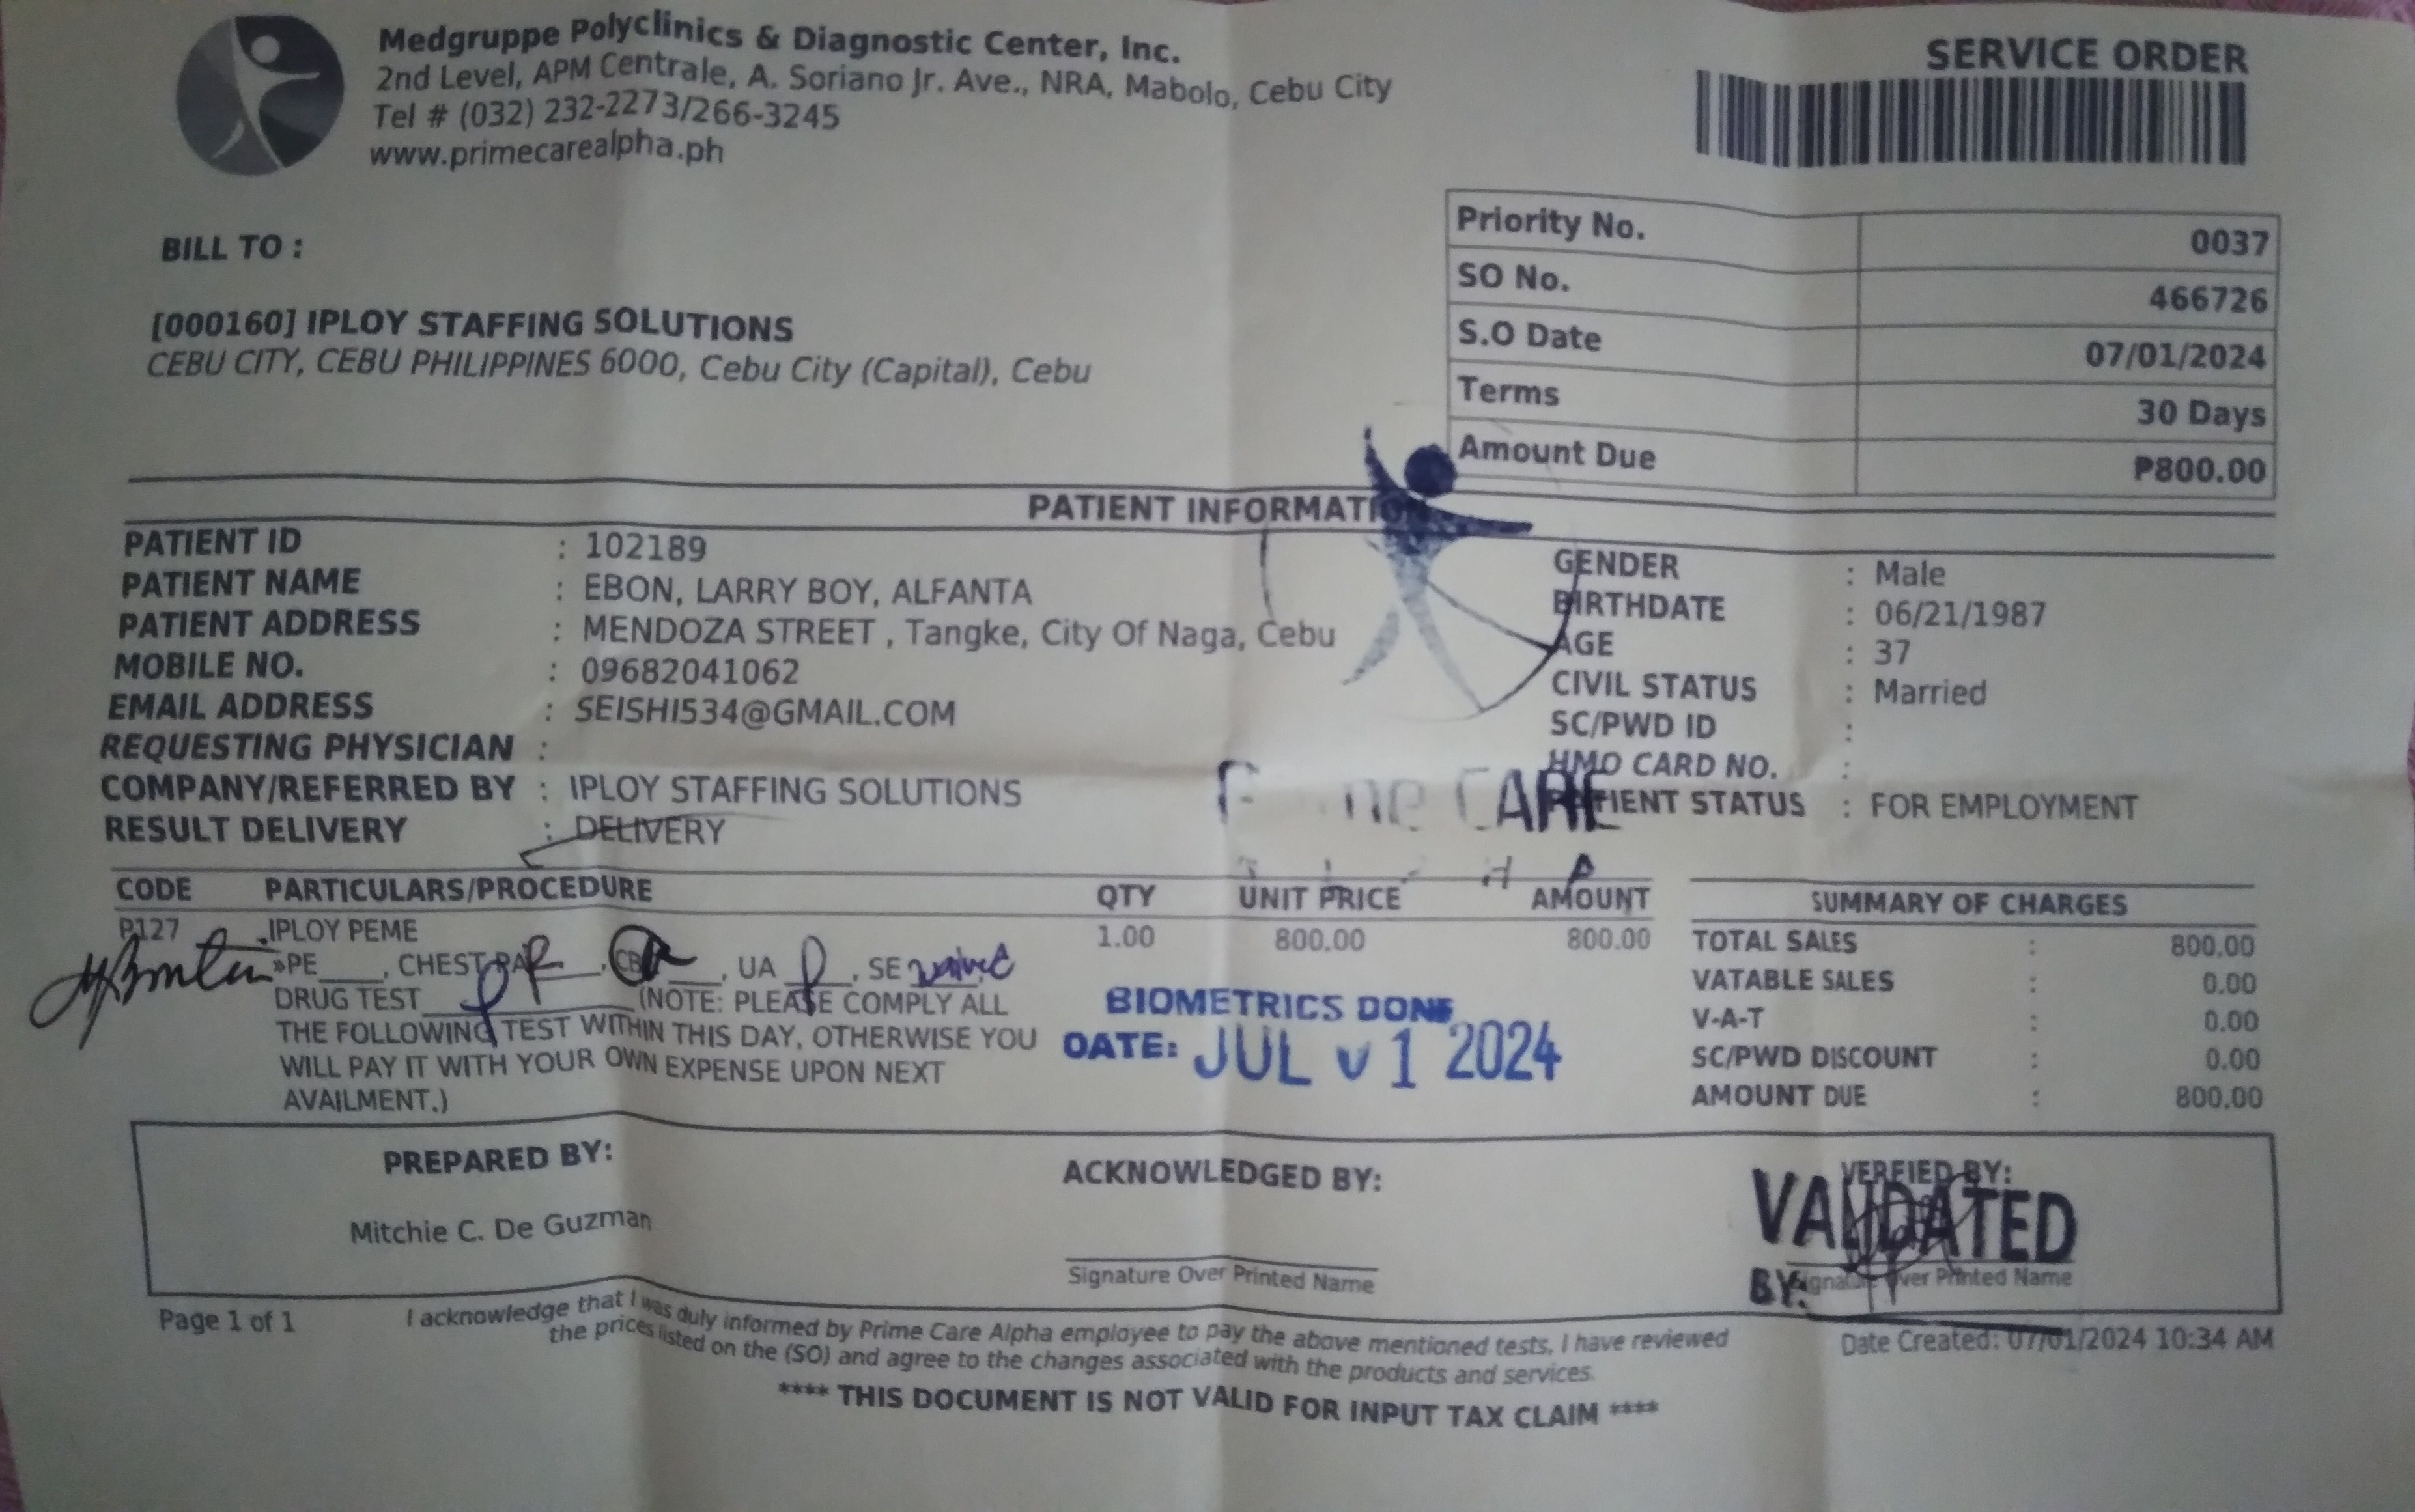 Medgruppe Polyclinics & Diagnostic Center, Inc.
2nd Level, APM Centrale, A. Soriano Jr. Ave., NRA, Mabolo, Cebu City
Tel # (032) 232-2273/266-3245
www.primecarealpha.ph
SERVICE ORDER
BILL TO :
[000160] IPLOY STAFFING SOLUTIONS
CEBU CITY, CEBU PHILIPPINES 6000, Cebu City (Capital), Cebu
Priority No. 0037
SO No. 466726
S.O Date 07/01/2024
Terms 30 Days
Amount Due ₱800.00
PATIENT INFORMATION
PATIENT ID : 102189
PATIENT NAME : EBON, LARRY BOY, ALFANTA
PATIENT ADDRESS : MENDOZA STREET , Tangke, City Of Naga, Cebu
MOBILE NO. : 09682041062
EMAIL ADDRESS : SEISHI534@GMAIL.COM
REQUESTING PHYSICIAN :
COMPANY/REFERRED BY : IPLOY STAFFING SOLUTIONS
RESULT DELIVERY : DELIVERY
GENDER : Male
BIRTHDATE : 06/21/1987
AGE : 37
CIVIL STATUS : Married
SC/PWD ID :
HMO CARD NO. :
PATIENT STATUS : FOR EMPLOYMENT
CARE
CODE PARTICULARS/PROCEDURE QTY UNIT PRICE AMOUNT
P127 IPLOY PEME 1.00 800.00 800.00
»PE____, CHEST PA____, CBC____, UA____, SE waived
DRUG TEST____ (NOTE: PLEASE COMPLY ALL
THE FOLLOWING TEST WITHIN THIS DAY, OTHERWISE YOU
WILL PAY IT WITH YOUR OWN EXPENSE UPON NEXT
AVAILMENT.)
BIOMETRICS DONE
DATE: JUL 01 2024
SUMMARY OF CHARGES
TOTAL SALES : 800.00
VATABLE SALES : 0.00
V-A-T : 0.00
SC/PWD DISCOUNT : 0.00
AMOUNT DUE : 800.00
PREPARED BY:
Mitchie C. De Guzman
ACKNOWLEDGED BY:
Signature Over Printed Name
VERFIED BY:
VALIDATED
Signature Over Printed Name
BY:
Page 1 of 1
I acknowledge that I was duly informed by Prime Care Alpha employee to pay the above mentioned tests, I have reviewed
the prices listed on the (SO) and agree to the changes associated with the products and services.
Date Created: 07/01/2024 10:34 AM
**** THIS DOCUMENT IS NOT VALID FOR INPUT TAX CLAIM ****